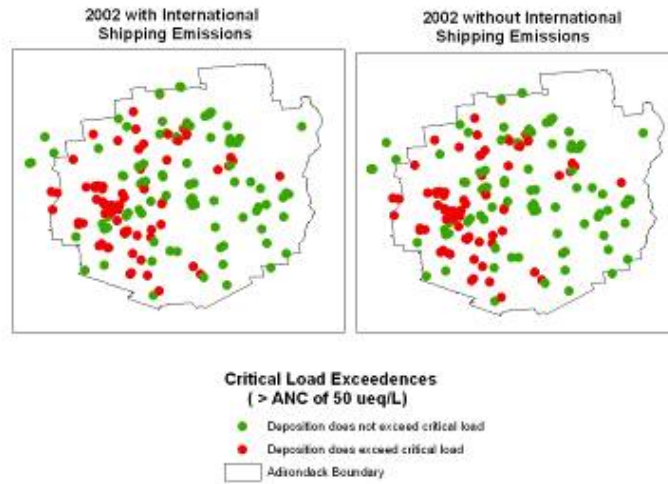 2002 with International
Shipping Emissions
2002 without International
Shipping Emissions
Critical Load Exceedences
( > ANC of 50 ueq/L)
Deposition does not exceed critical load
Deposition does exceed critical load
Adirondack Boundary